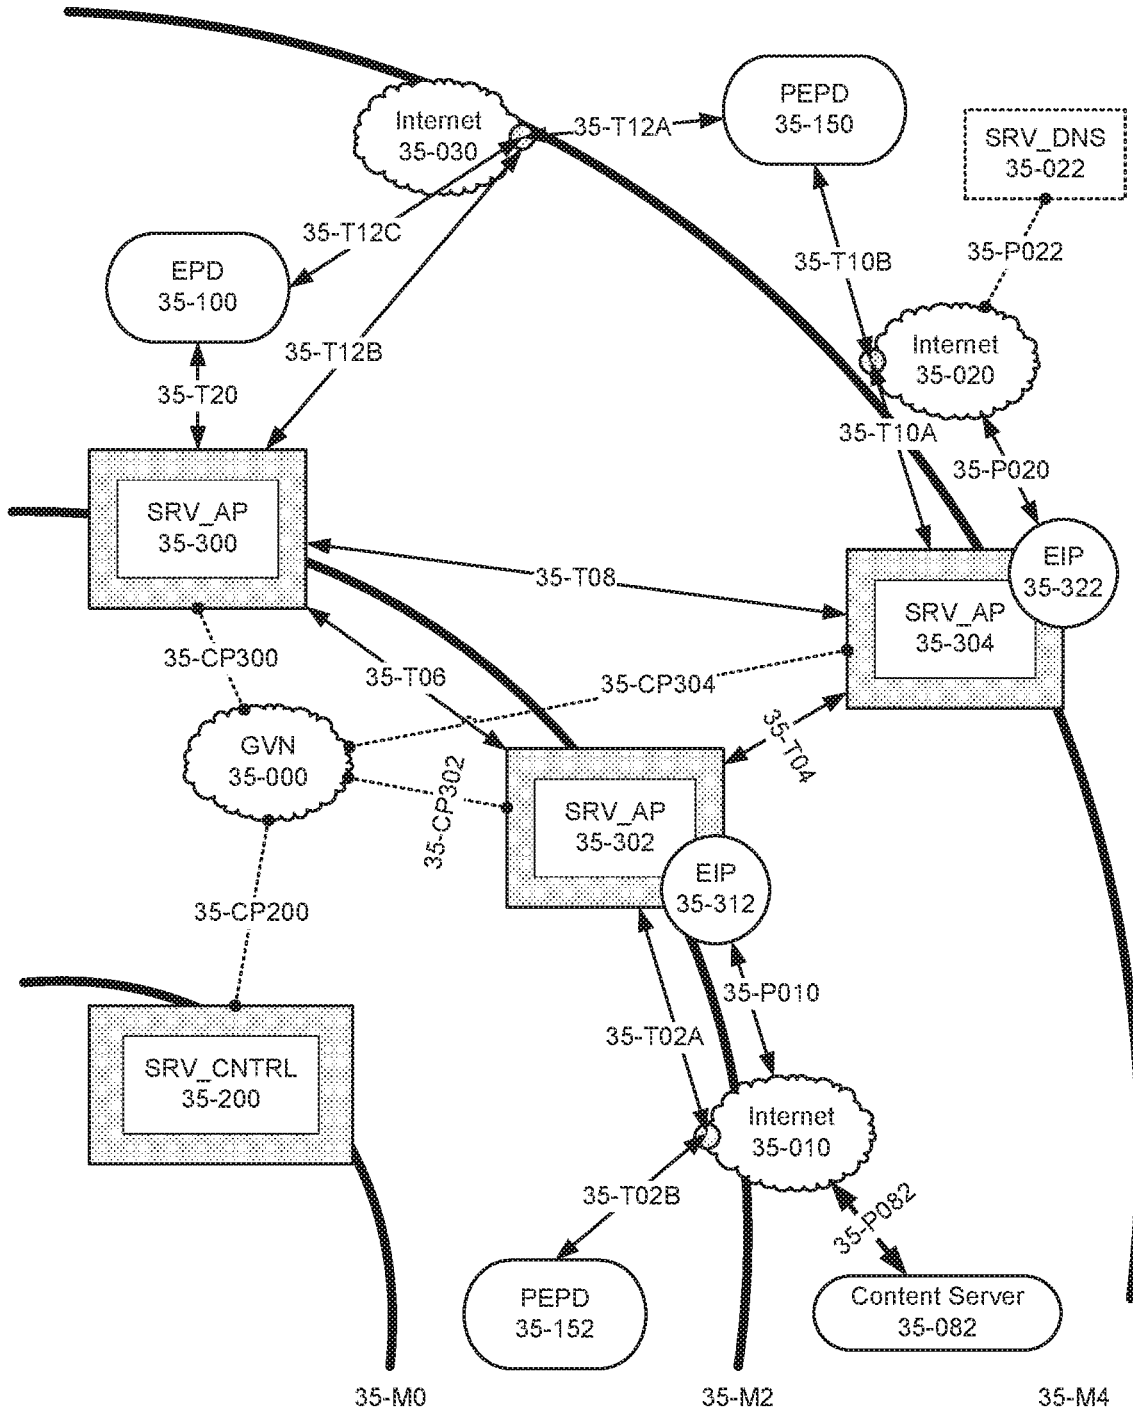 Internet
35-030
35-T12A
PEPD
35-150
SRV_DNS
35-022
35-T12C
35-P022
EPD
35-100
35-T10B
35-T12B
Internet
35-020
35-T20
35-T10A
35-P020
SRV_AP
35-300
EIP
35-322
35-T08
SRV_AP
35-304
35-CP300
35-T06
35-CP304
35-T04
GVN
35-000
35-CP302
SRV_AP
35-302
EIP
35-312
35-CP200
35-P010
35-T02A
SRV_CNTRL
35-200
Internet
35-010
35-T02B
35-P082
PEPD
35-152
Content Server
35-082
35-M0
35-M2
35-M4